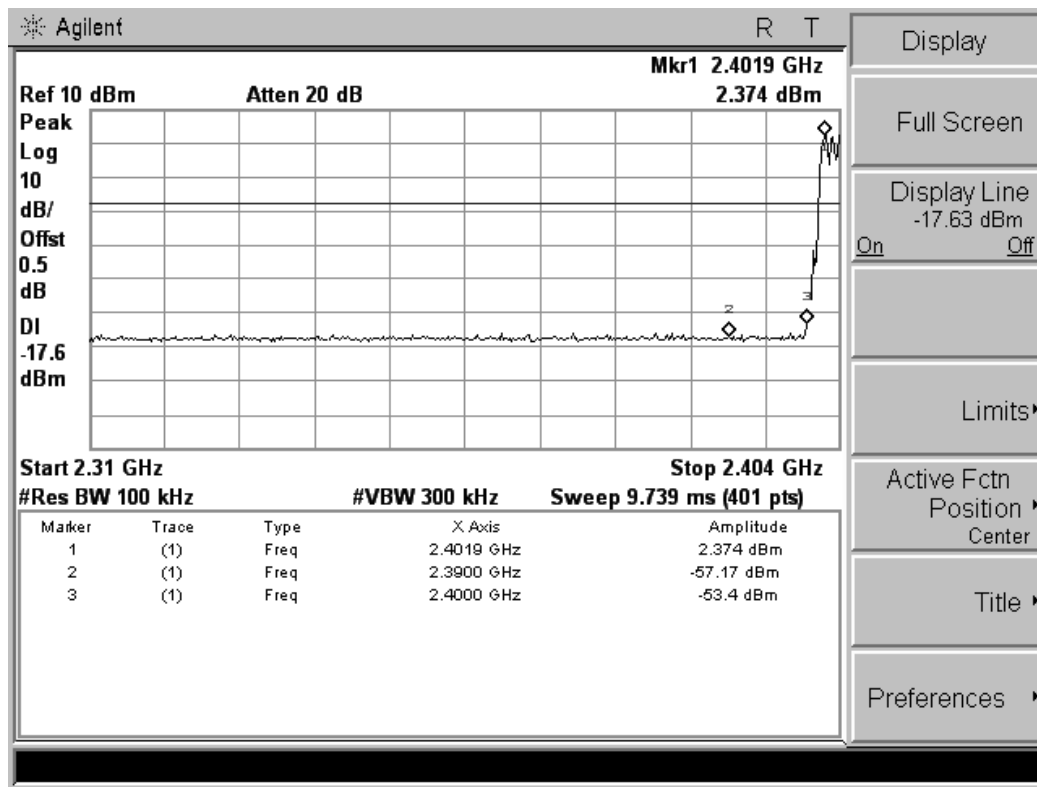 Agilent
R T
Mkr1 2.4019 GHz
Ref 10 dBm Atten 20 dB 2.374 dBm
Peak
Log
10
dB/
Offst
0.5
dB
DI
-17.6
dBm
2
3
Start 2.31 GHz Stop 2.404 GHz
#Res BW 100 kHz #VBW 300 kHz Sweep 9.739 ms (401 pts)
Marker Trace Type X Axis Amplitude
1 (1) Freq 2.4019 GHz 2.374 dBm
2 (1) Freq 2.3900 GHz -57.17 dBm
3 (1) Freq 2.4000 GHz -53.4 dBm
Display
Full Screen
Display Line
-17.63 dBm
On Off
Limits
Active Fctn
Position
Center
Title
Preferences